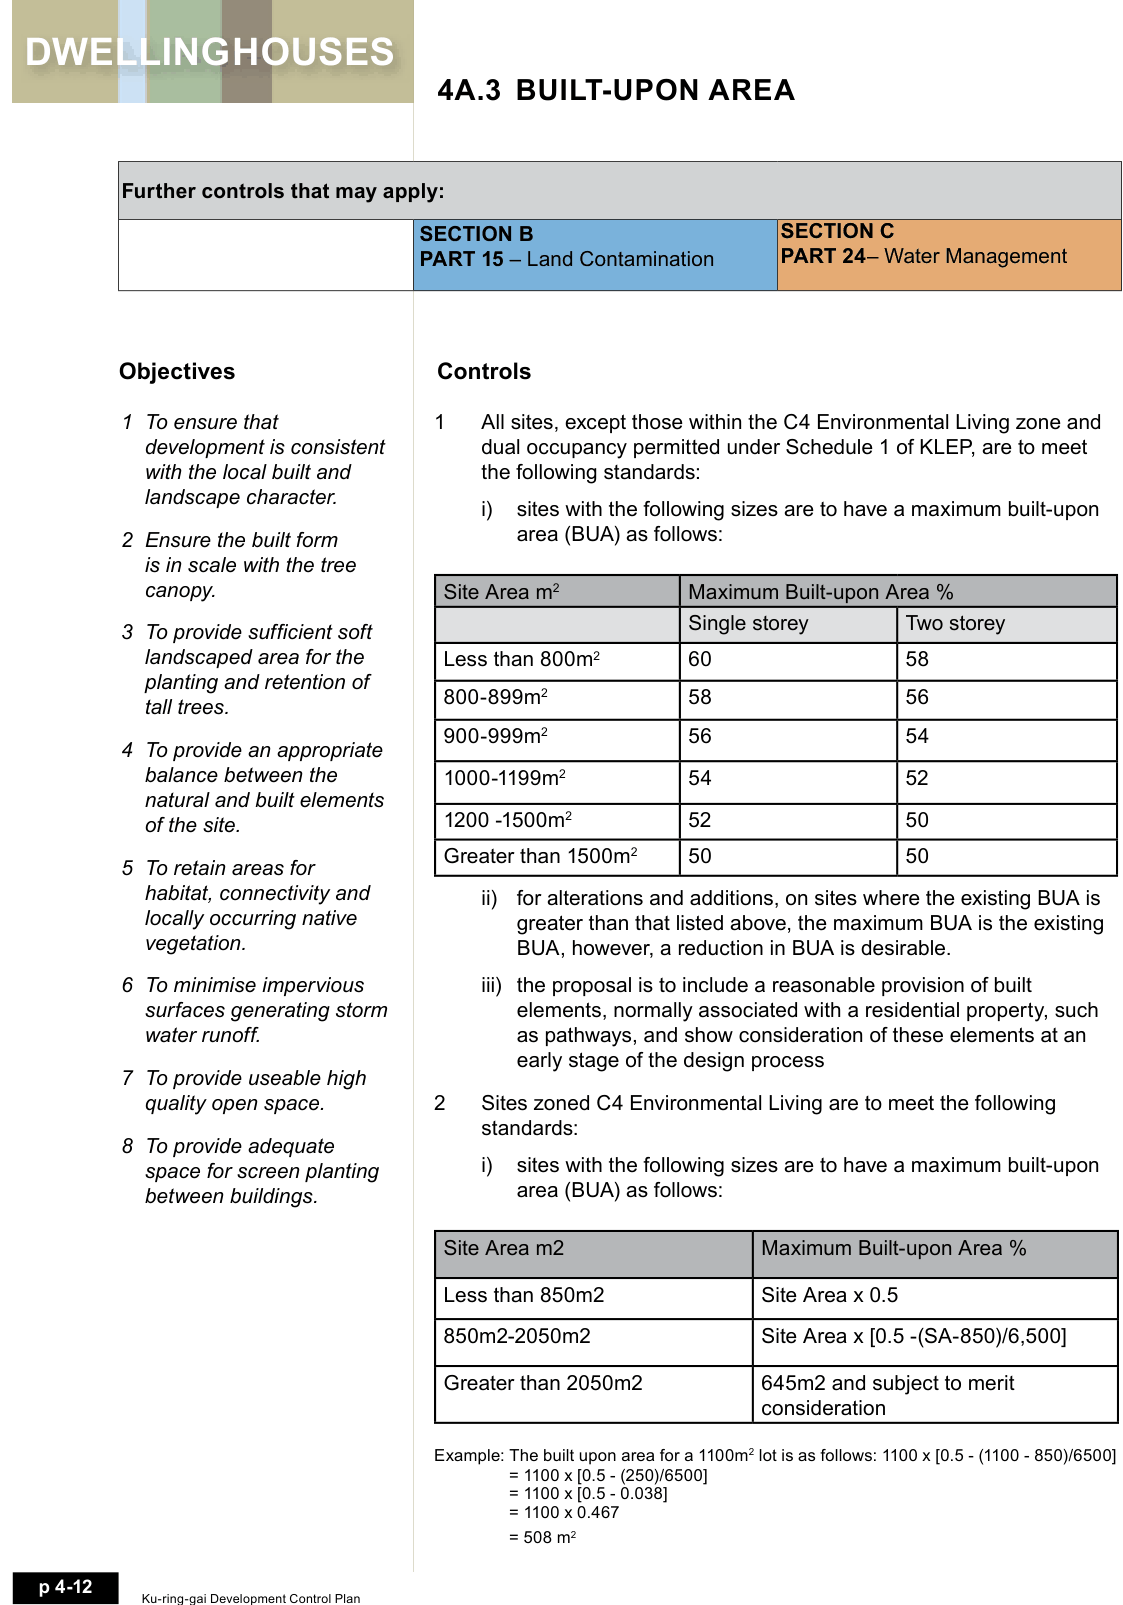 DWELLINGHOUSES
4A.3 BUILT-UPON AREA
Further controls that may apply:
SECTION B
PART 15 – Land Contamination
SECTION C
PART 24– Water Management
Objectives
1 To ensure that
development is consistent
with the local built and
landscape character.
2 Ensure the built form
is in scale with the tree
canopy.
3 To provide sufficient soft
landscaped area for the
planting and retention of
tall trees.
4 To provide an appropriate
balance between the
natural and built elements
of the site.
5 To retain areas for
habitat, connectivity and
locally occurring native
vegetation.
6 To minimise impervious
surfaces generating storm
water runoff.
7 To provide useable high
quality open space.
8 To provide adequate
space for screen planting
between buildings.
Controls
1 All sites, except those within the C4 Environmental Living zone and
dual occupancy permitted under Schedule 1 of KLEP, are to meet
the following standards:
i) sites with the following sizes are to have a maximum built-upon
area (BUA) as follows:
Site Area m² Maximum Built-upon Area %
Single storey Two storey
Less than 800m² 60 58
800-899m² 58 56
900-999m² 56 54
1000-1199m² 54 52
1200 -1500m² 52 50
Greater than 1500m² 50 50
ii) for alterations and additions, on sites where the existing BUA is
greater than that listed above, the maximum BUA is the existing
BUA, however, a reduction in BUA is desirable.
iii) the proposal is to include a reasonable provision of built
elements, normally associated with a residential property, such
as pathways, and show consideration of these elements at an
early stage of the design process
2 Sites zoned C4 Environmental Living are to meet the following
standards:
i) sites with the following sizes are to have a maximum built-upon
area (BUA) as follows:
Site Area m2 Maximum Built-upon Area %
Less than 850m2 Site Area x 0.5
850m2-2050m2 Site Area x [0.5 -(SA-850)/6,500]
Greater than 2050m2 645m2 and subject to merit
consideration
Example: The built upon area for a 1100m² lot is as follows: 1100 x [0.5 - (1100 - 850)/6500]
= 1100 x [0.5 - (250)/6500]
= 1100 x [0.5 - 0.038]
= 1100 x 0.467
= 508 m²
p 4-12
Ku-ring-gai Development Control Plan